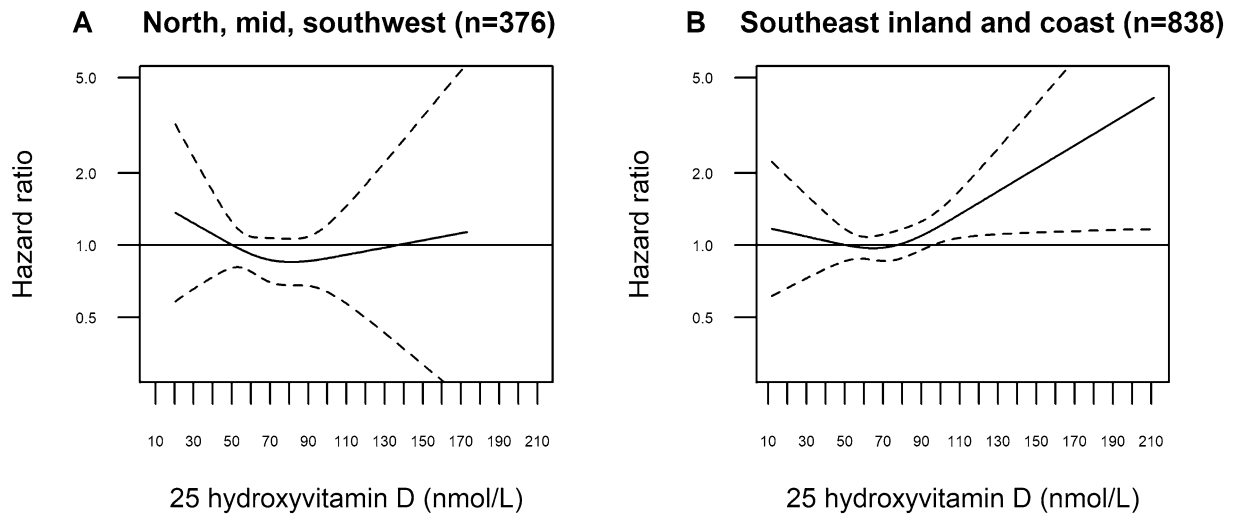 A North, mid, southwest (n=376)
Hazard ratio
5.0
2.0
1.0
0.5
10 30 50 70 90 110 130 150 170 190 210
25 hydroxyvitamin D (nmol/L)
B Southeast inland and coast (n=838)
Hazard ratio
5.0
2.0
1.0
0.5
10 30 50 70 90 110 130 150 170 190 210
25 hydroxyvitamin D (nmol/L)